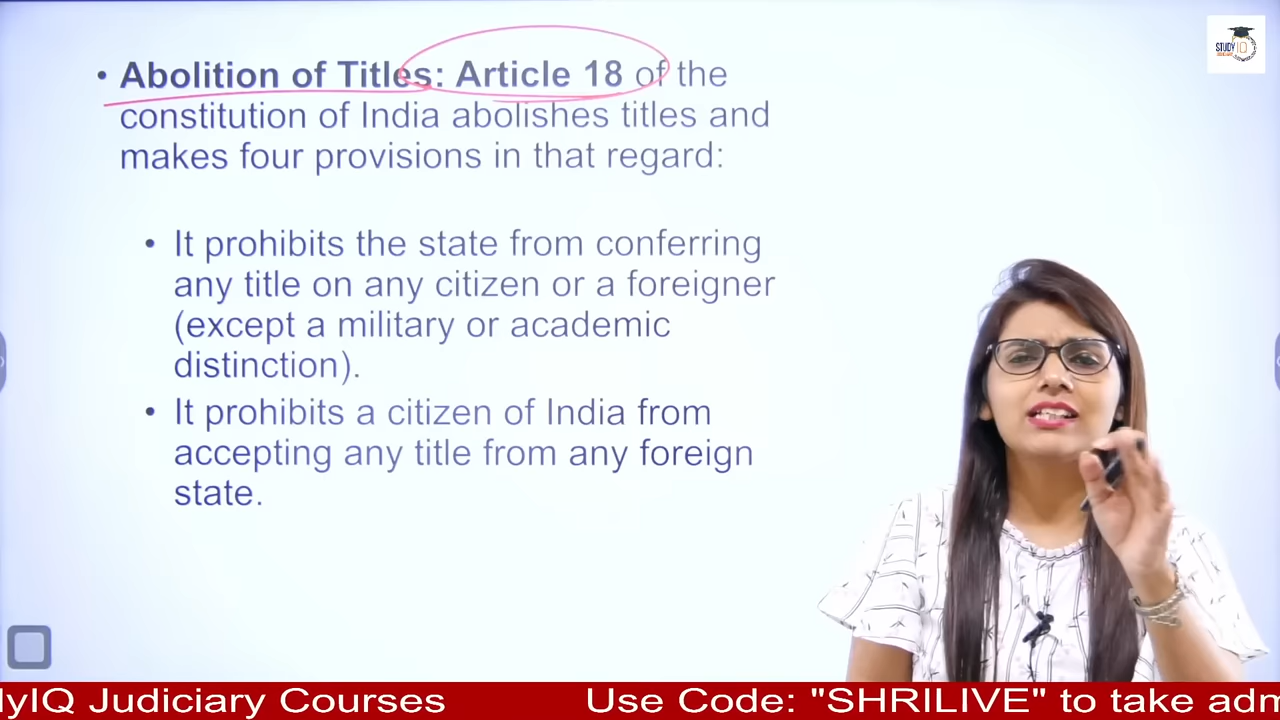 • Abolition of Titles: Article 18 of the
constitution of India abolishes titles and
makes four provisions in that regard:
• It prohibits the state from conferring
any title on any citizen or a foreigner
(except a military or academic
distinction).
• It prohibits a citizen of India from
accepting any title from any foreign
state.
STUDY IQ
dyIQ Judiciary Courses
Use Code: "SHRILIVE" to take adm